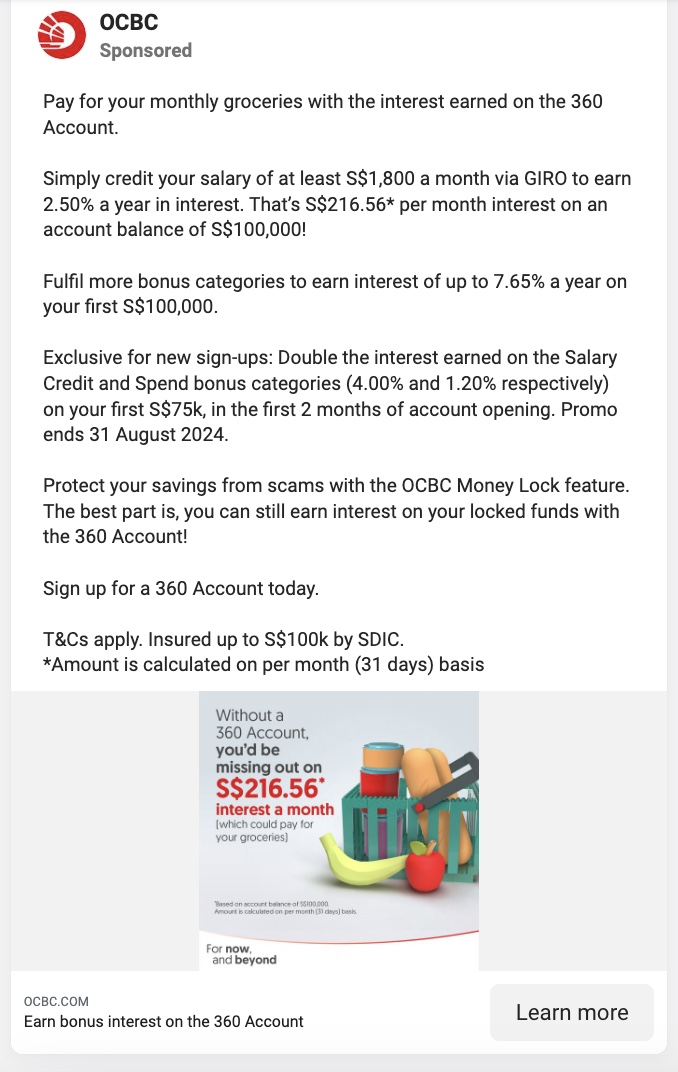 OCBC
Sponsored
Pay for your monthly groceries with the interest earned on the 360
Account.
Simply credit your salary of at least S$1,800 a month via GIRO to earn
2.50% a year in interest. That’s S$216.56* per month interest on an
account balance of S$100,000!
Fulfil more bonus categories to earn interest of up to 7.65% a year on
your first S$100,000.
Exclusive for new sign-ups: Double the interest earned on the Salary
Credit and Spend bonus categories (4.00% and 1.20% respectively)
on your first S$75k, in the first 2 months of account opening. Promo
ends 31 August 2024.
Protect your savings from scams with the OCBC Money Lock feature.
The best part is, you can still earn interest on your locked funds with
the 360 Account!
Sign up for a 360 Account today.
T&Cs apply. Insured up to S$100k by SDIC.
*Amount is calculated on per month (31 days) basis
Without a
360 Account,
you’d be
missing out on
S$216.56*
interest a month
(which could pay for
your groceries)
*Based on account balance of S$100,000.
Amount is calculated on per month (31 days) basis.
For now,
and beyond
OCBC.COM
Earn bonus interest on the 360 Account
Learn more